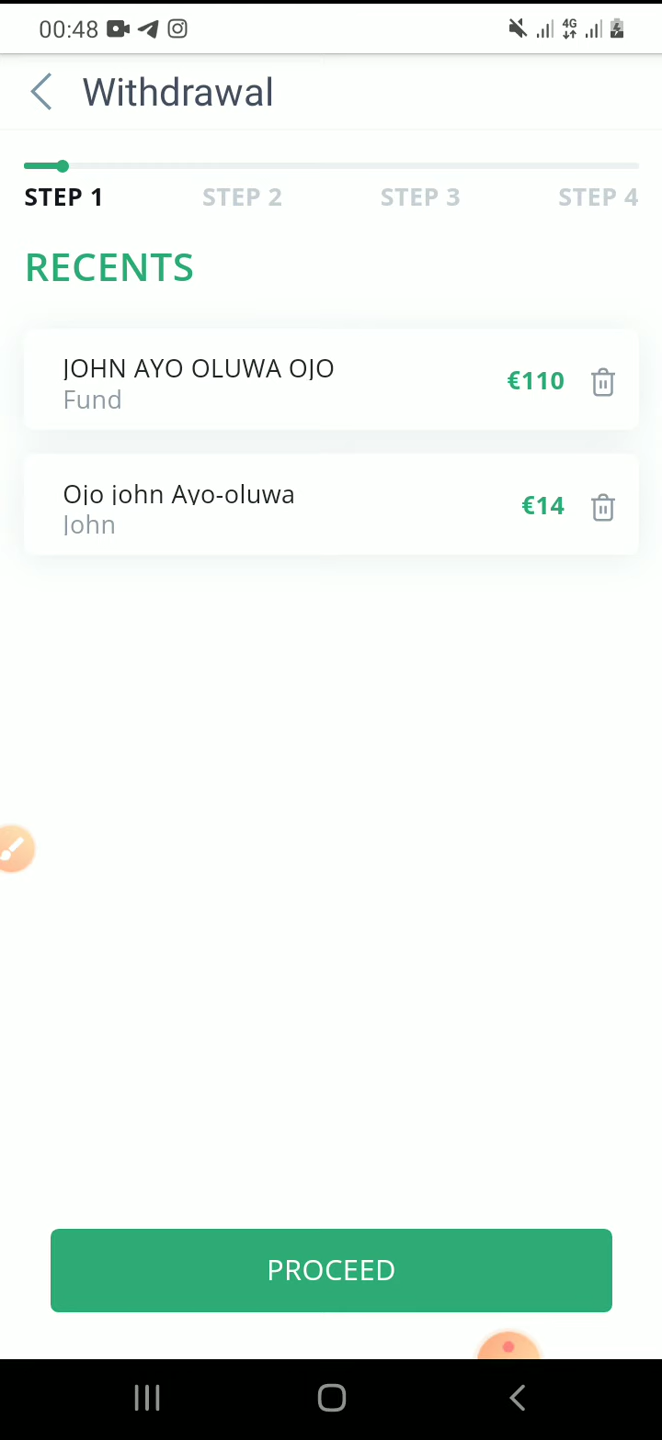 00:48
4G
Withdrawal
STEP 1 STEP 2 STEP 3 STEP 4
RECENTS
JOHN AYO OLUWA OJO
Fund
€110
Ojo john Ayo-oluwa
John
€14
PROCEED